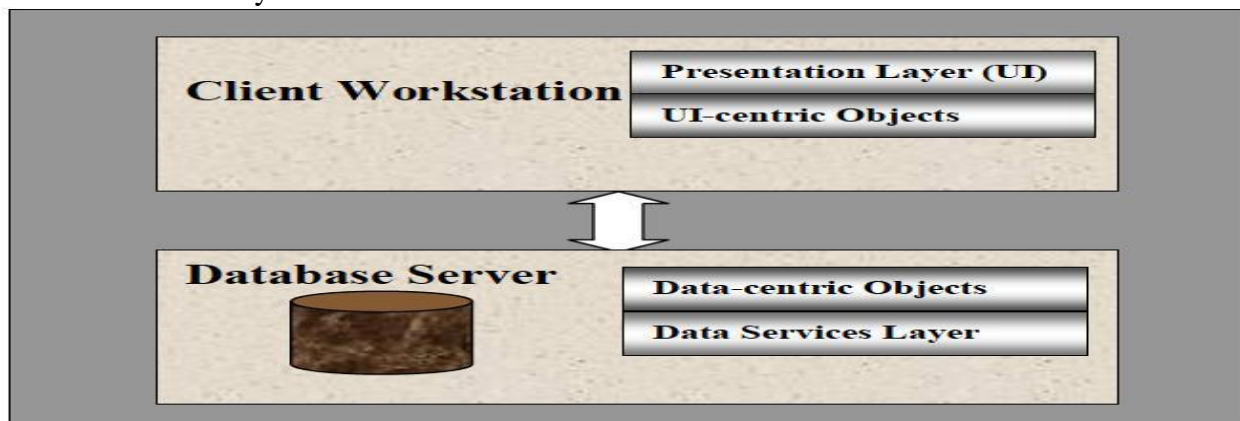 Client Workstation
Presentation Layer (UI)
UI-centric Objects
Database Server
Data-centric Objects
Data Services Layer